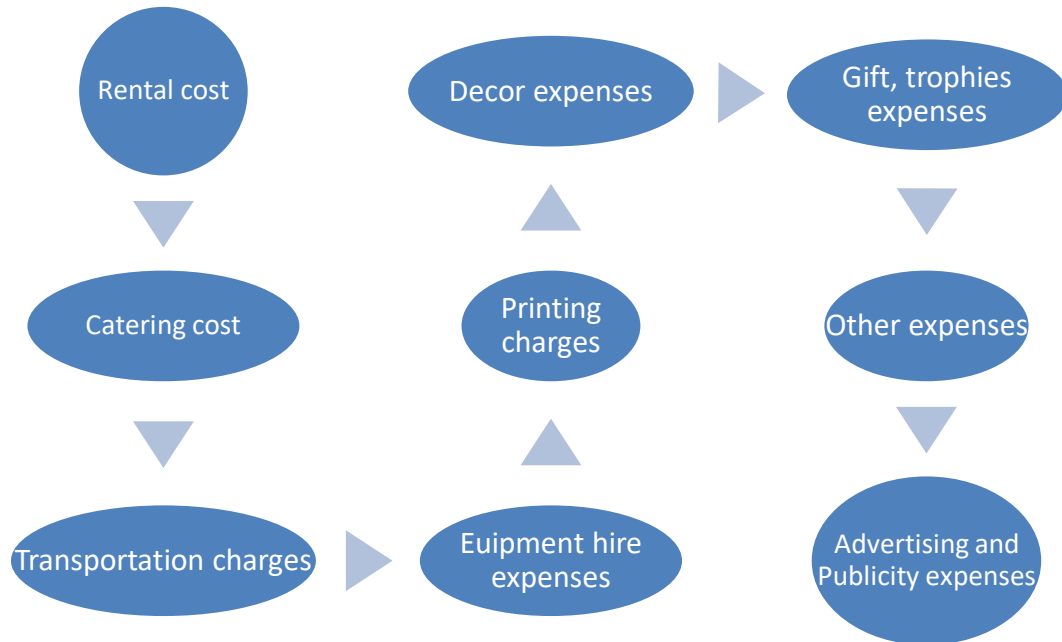 Rental cost
Catering cost
Transportation charges
Euipment hire
expenses
Printing
charges
Decor expenses
Gift, trophies
expenses
Other expenses
Advertising and
Publicity expenses